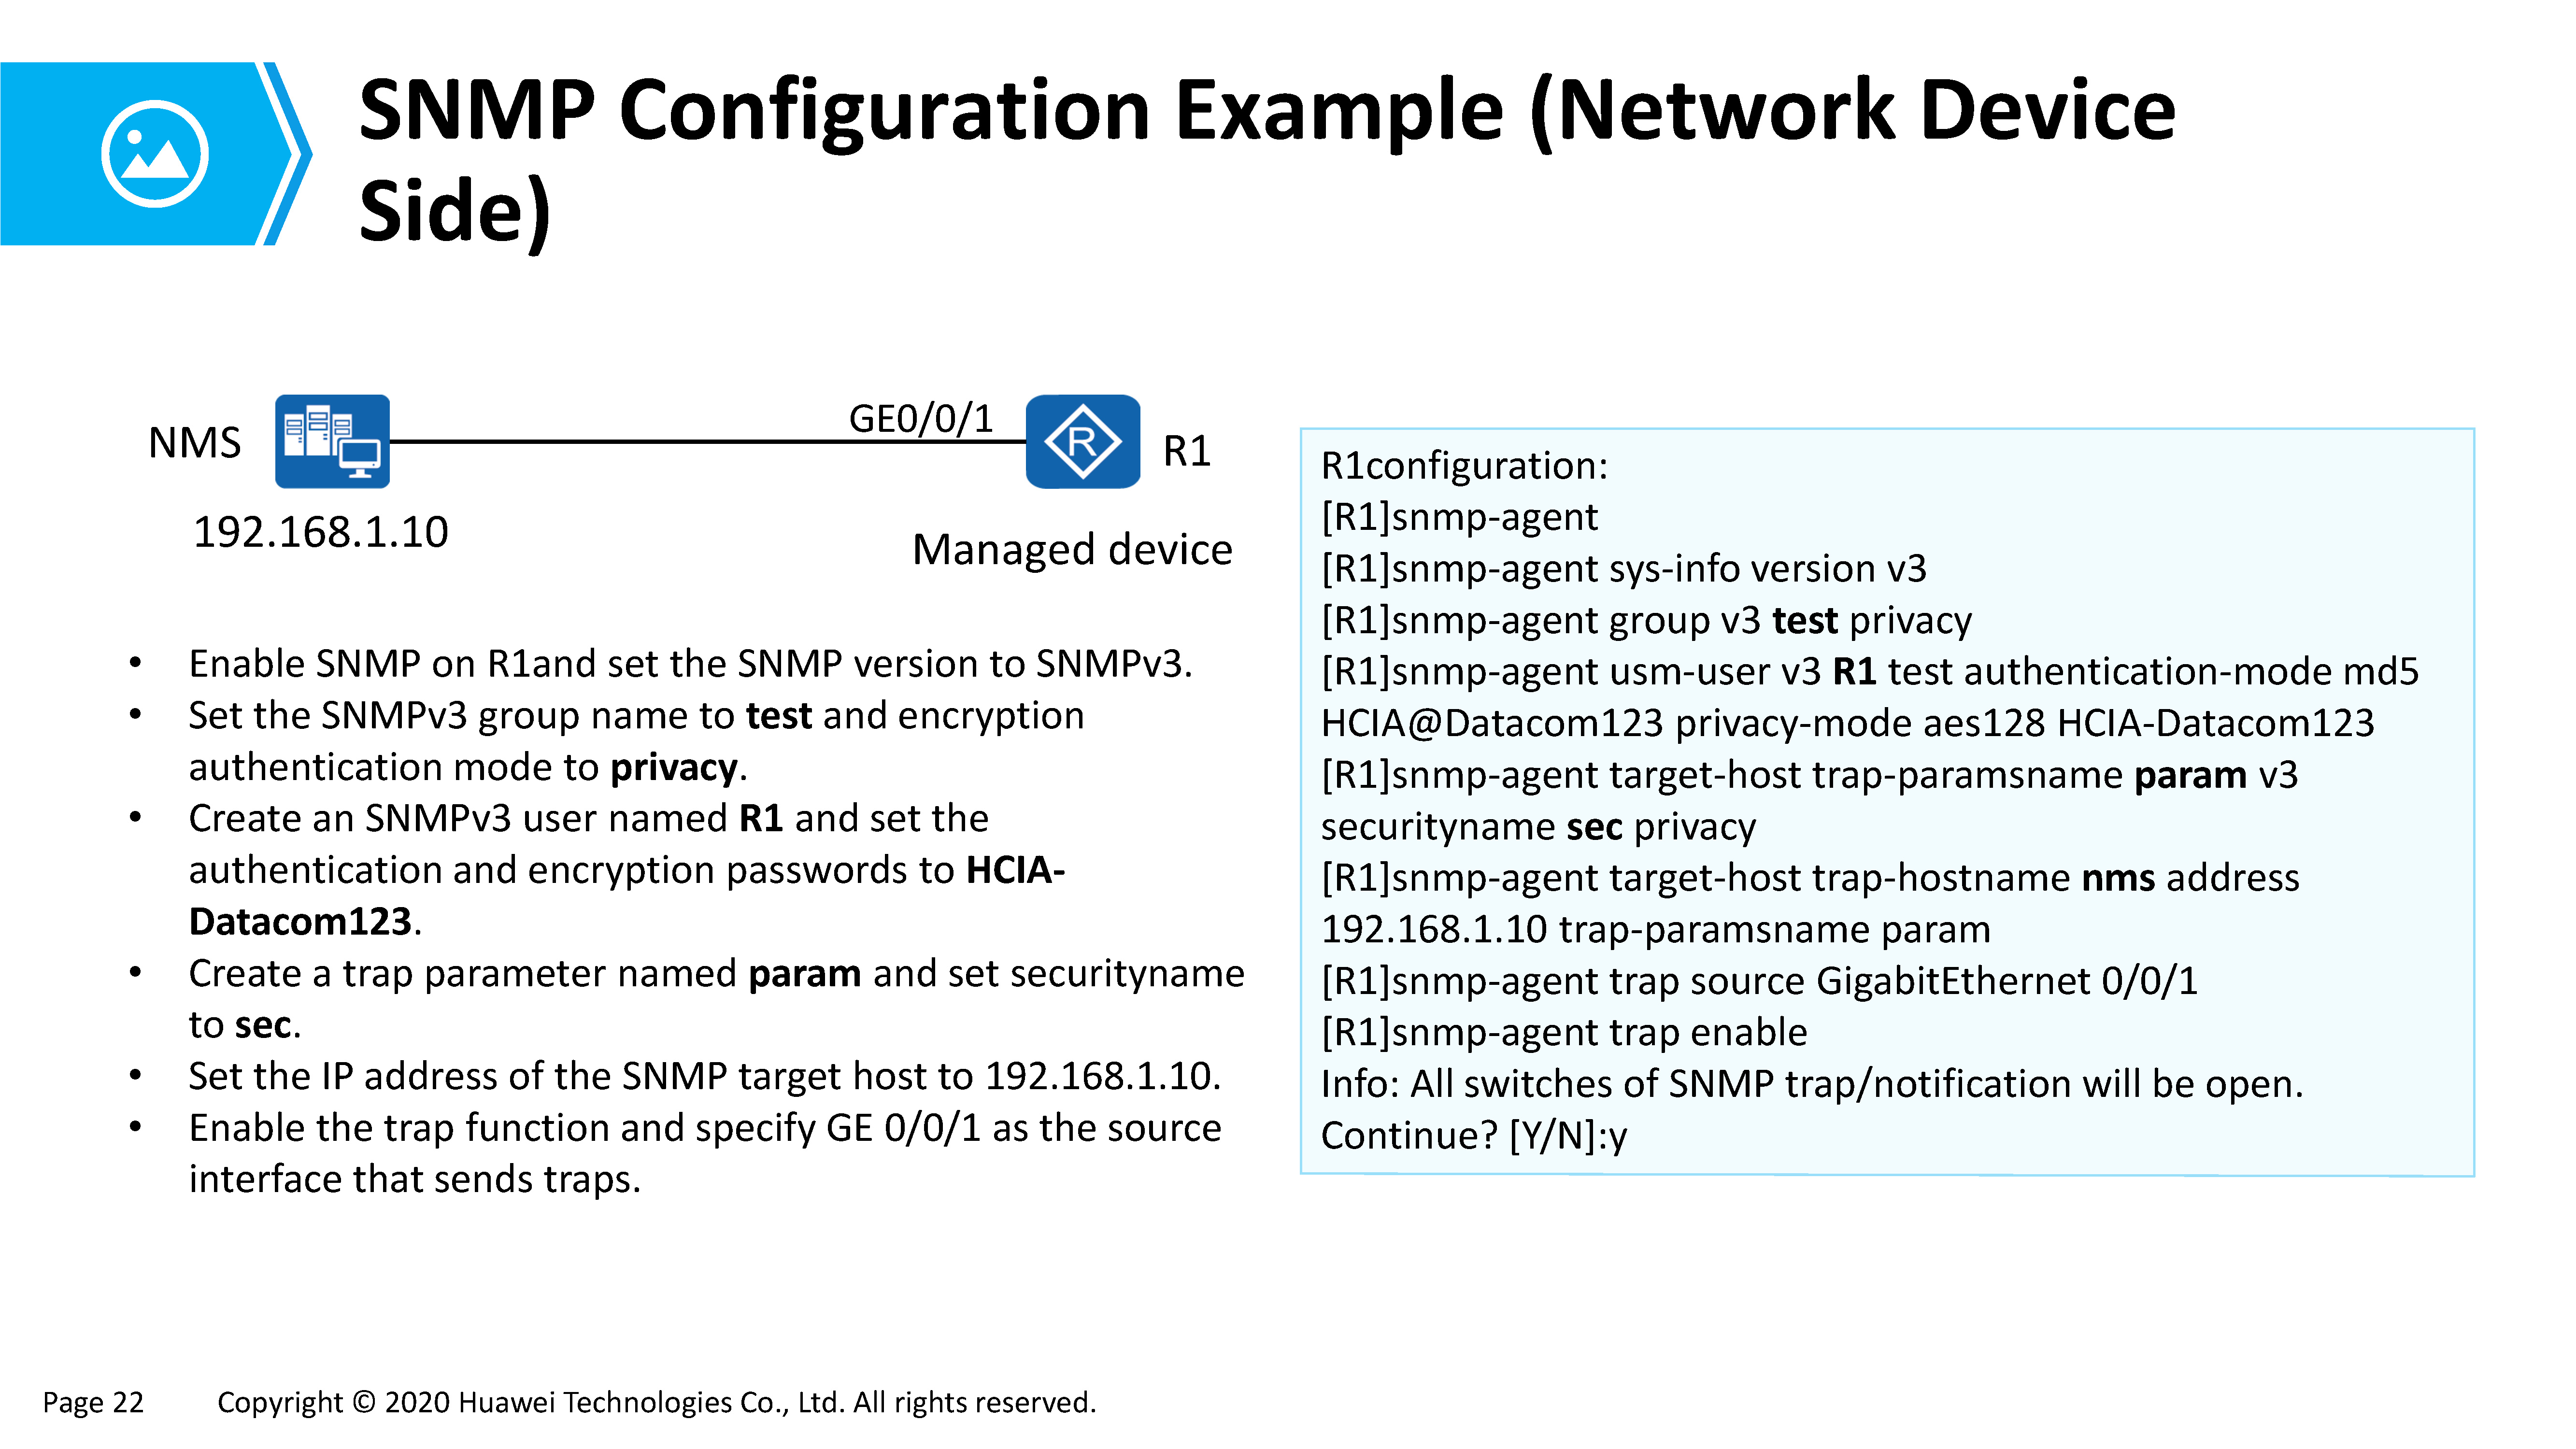 SNMP Configuration Example (Network Device
Side)
NMS
GE0/0/1
R1
192.168.1.10
Managed device
• Enable SNMP on R1and set the SNMP version to SNMPv3.
• Set the SNMPv3 group name to test and encryption
authentication mode to privacy.
• Create an SNMPv3 user named R1 and set the
authentication and encryption passwords to HCIA-
Datacom123.
• Create a trap parameter named param and set securityname
to sec.
• Set the IP address of the SNMP target host to 192.168.1.10.
• Enable the trap function and specify GE 0/0/1 as the source
interface that sends traps.
R1configuration:
[R1]snmp-agent
[R1]snmp-agent sys-info version v3
[R1]snmp-agent group v3 test privacy
[R1]snmp-agent usm-user v3 R1 test authentication-mode md5
HCIA@Datacom123 privacy-mode aes128 HCIA-Datacom123
[R1]snmp-agent target-host trap-paramsname param v3
securityname sec privacy
[R1]snmp-agent target-host trap-hostname nms address
192.168.1.10 trap-paramsname param
[R1]snmp-agent trap source GigabitEthernet 0/0/1
[R1]snmp-agent trap enable
Info: All switches of SNMP trap/notification will be open.
Continue? [Y/N]:y
Page 22 Copyright © 2020 Huawei Technologies Co., Ltd. All rights reserved.